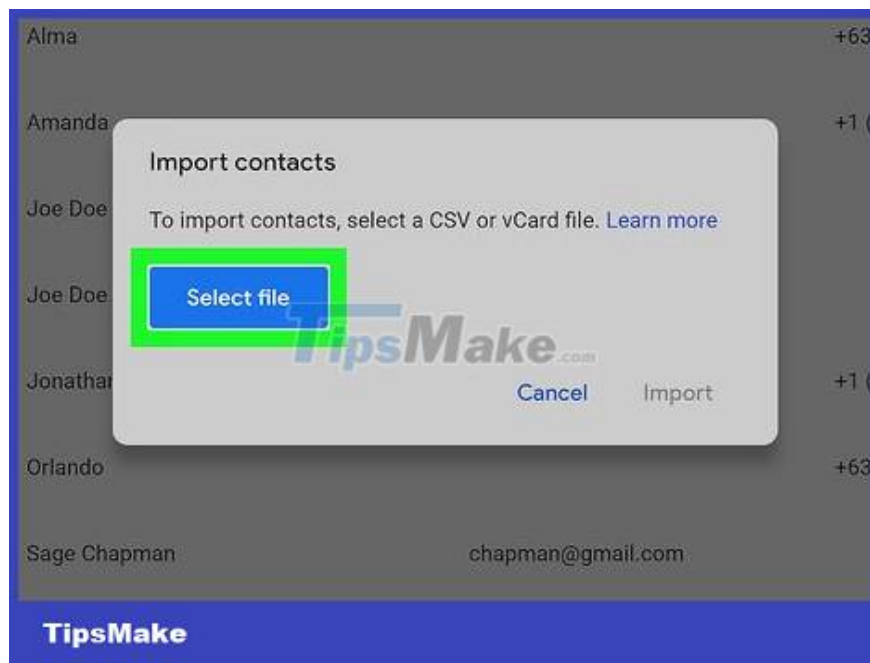 Alma +63
Amanda +1 (
Import contacts
Joe Doe
To import contacts, select a CSV or vCard file. Learn more
Joe Doe
Select file
TipsMake.com
Jonathan +1 (
Cancel Import
Orlando +63
Sage Chapman chapman@gmail.com
TipsMake